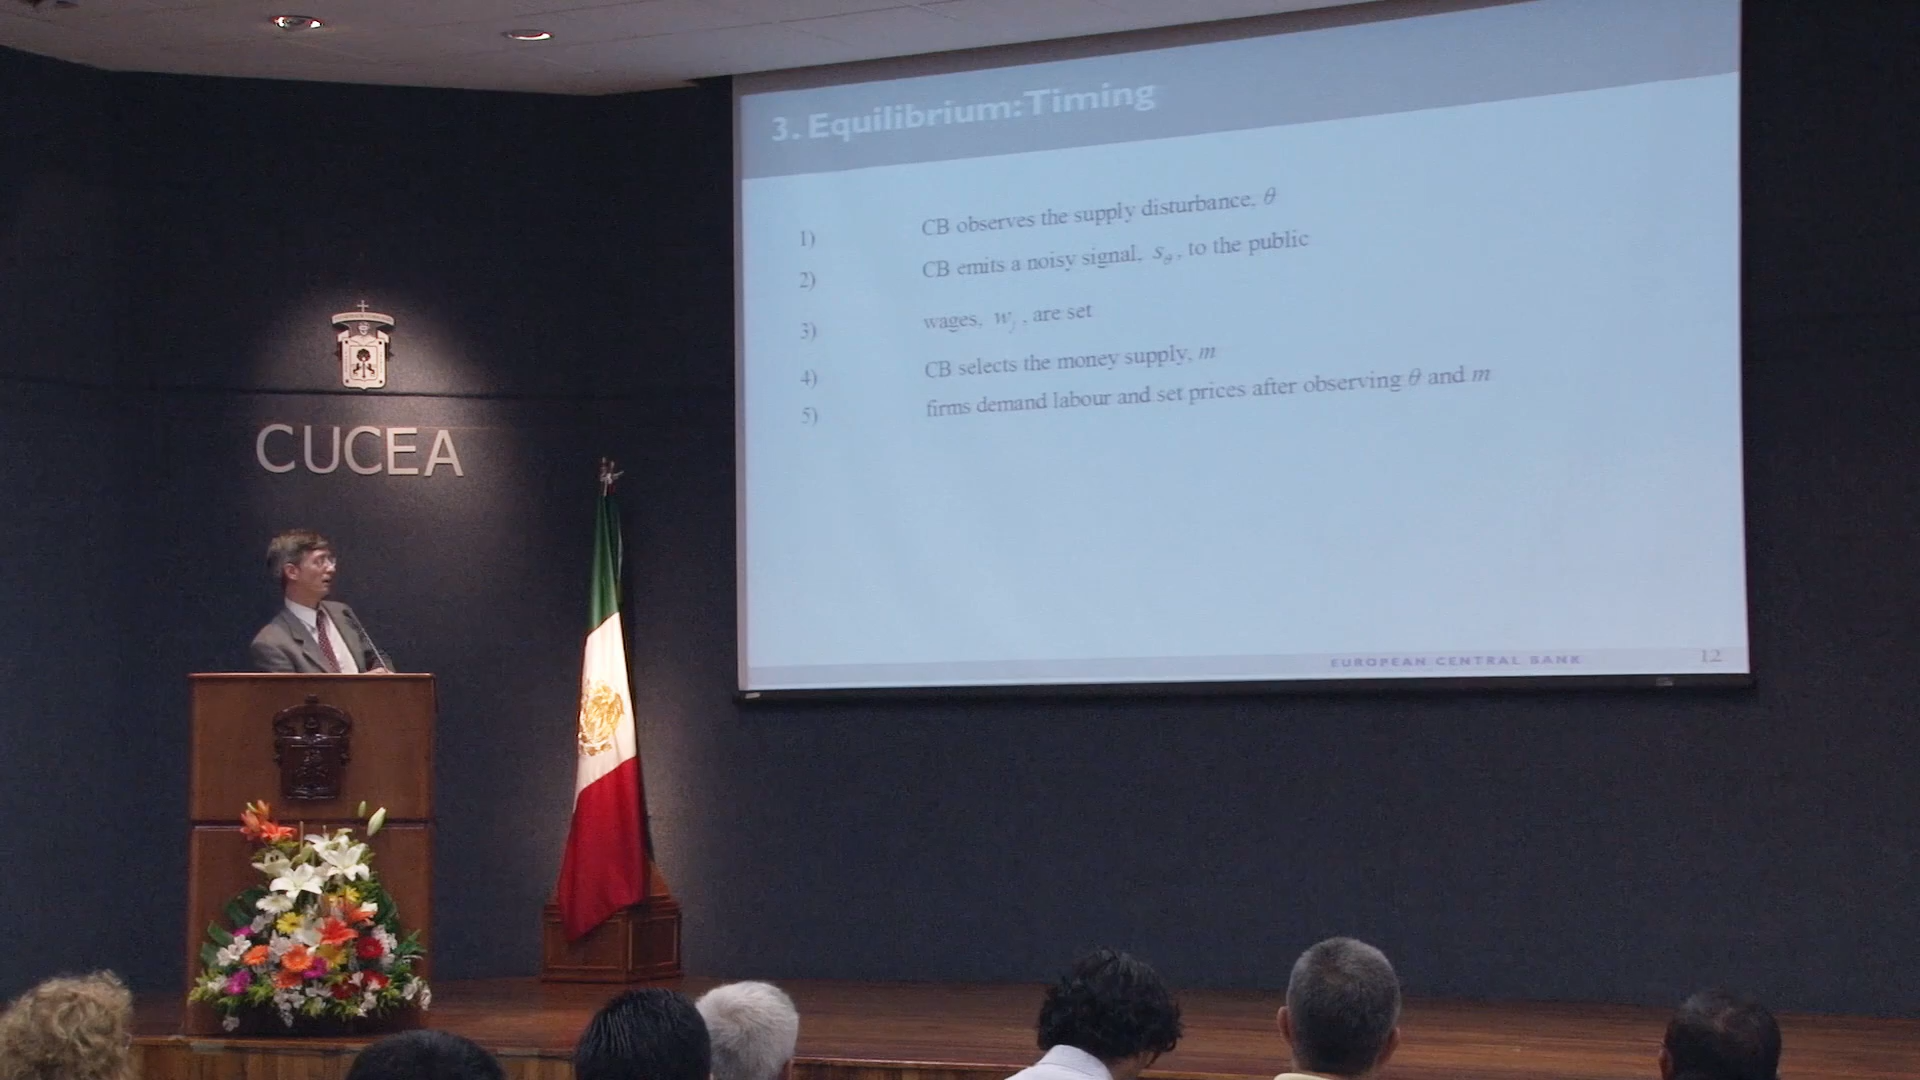 3. Equilibrium: Timing
1) CB observes the supply disturbance, θ
2) CB emits a noisy signal, sθ, to the public
3) wages, wj, are set
4) CB selects the money supply, m
5) firms demand labour and set prices after observing θ and m
EUROPEAN CENTRAL BANK 12
CUCEA